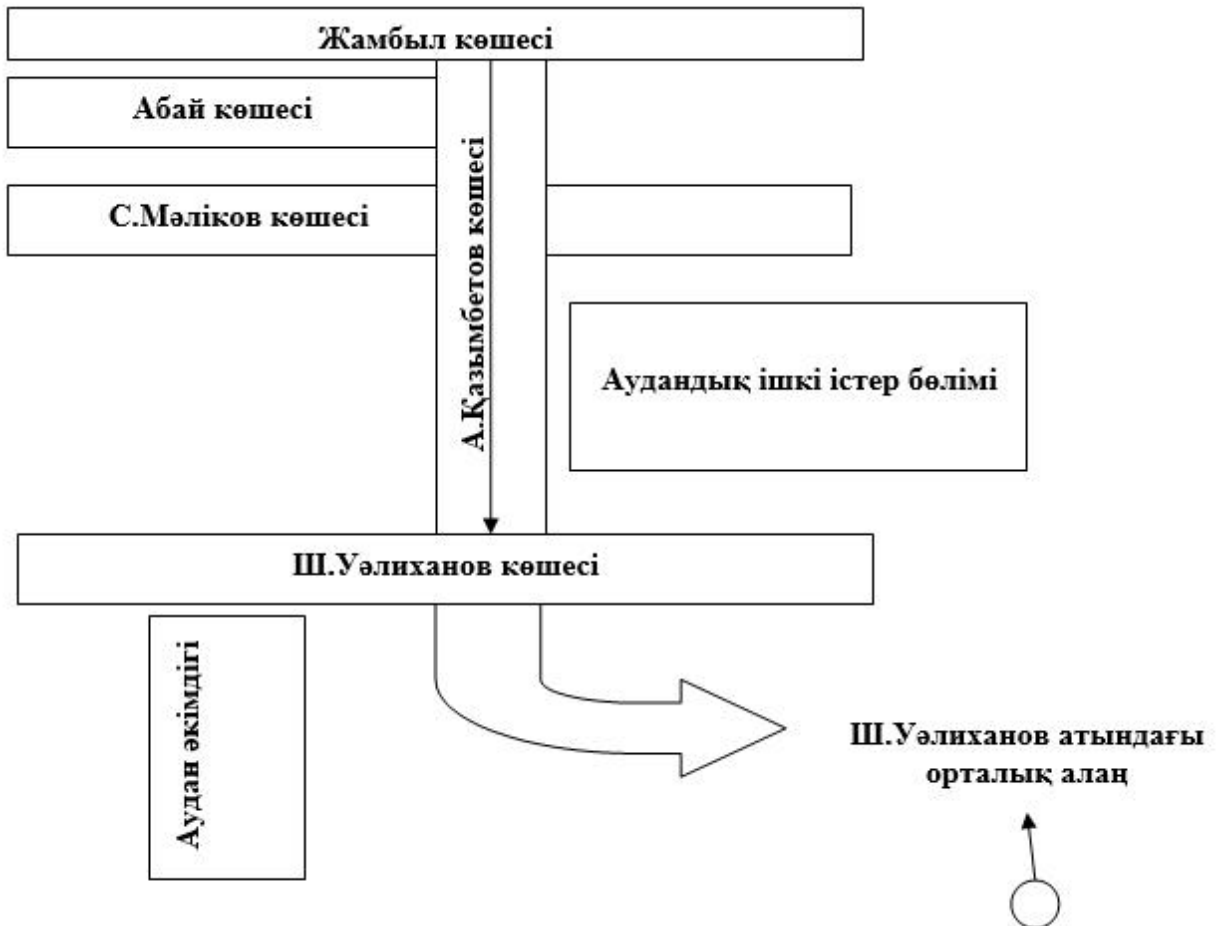 Жамбыл көшесі
Абай көшесі
С.Мәліков көшесі
А.Қазымбетов көшесі
Аудандық ішкі істер бөлімі
Ш.Уәлиханов көшесі
Аудан әкімдігі
Ш.Уәлиханов атындағы
орталық алаң